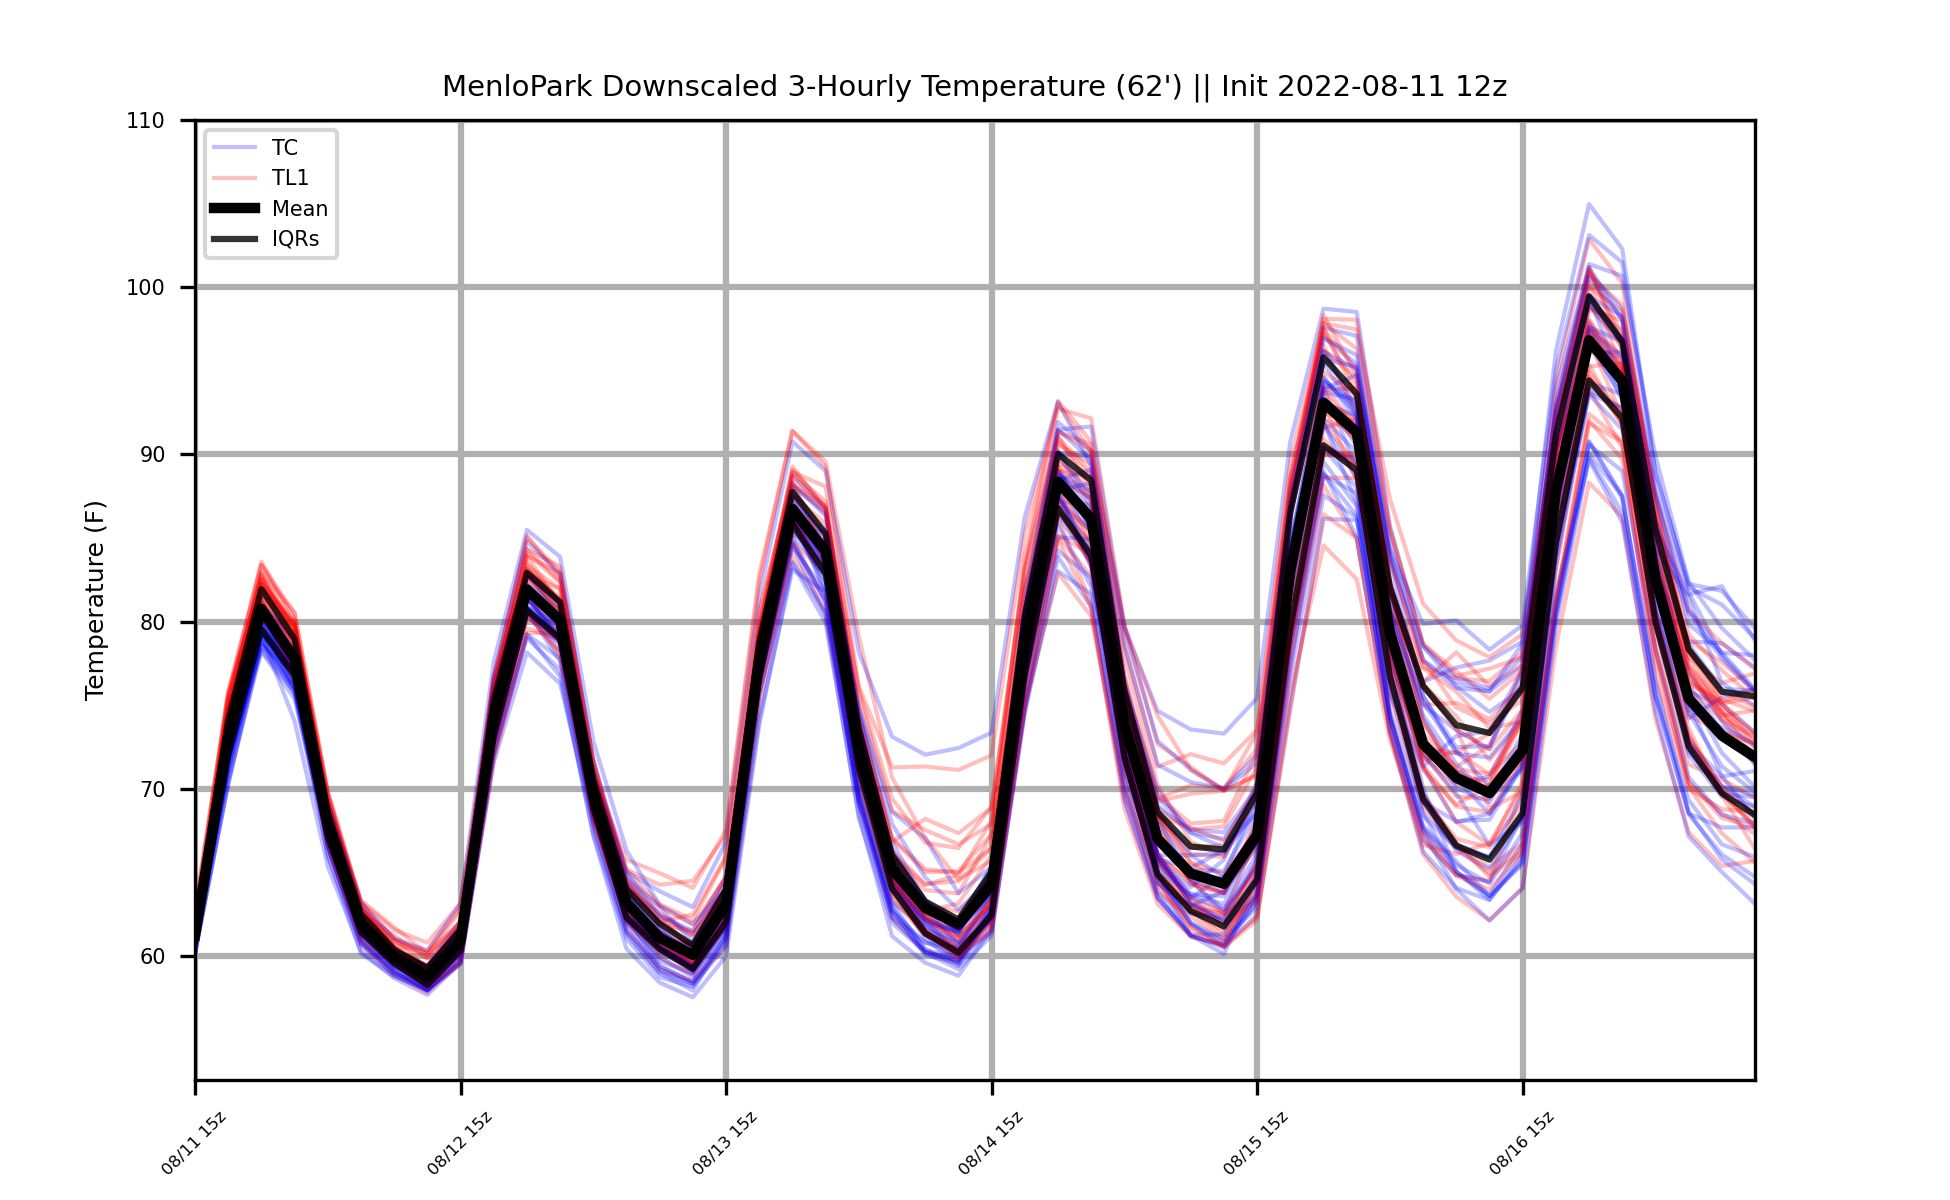 MenloPark Downscaled 3-Hourly Temperature (62') || Init 2022-08-11 12z
110
100
90
80
70
60
Temperature (F)
TC
TL1
Mean
IQRs
08/11 15z
08/12 15z
08/13 15z
08/14 15z
08/15 15z
08/16 15z